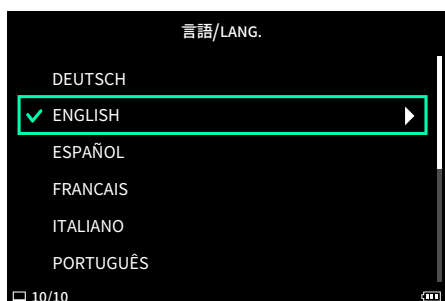 言語/LANG.
DEUTSCH
ENGLISH
ESPAÑOL
FRANCAIS
ITALIANO
PORTUGUÊS
10/10